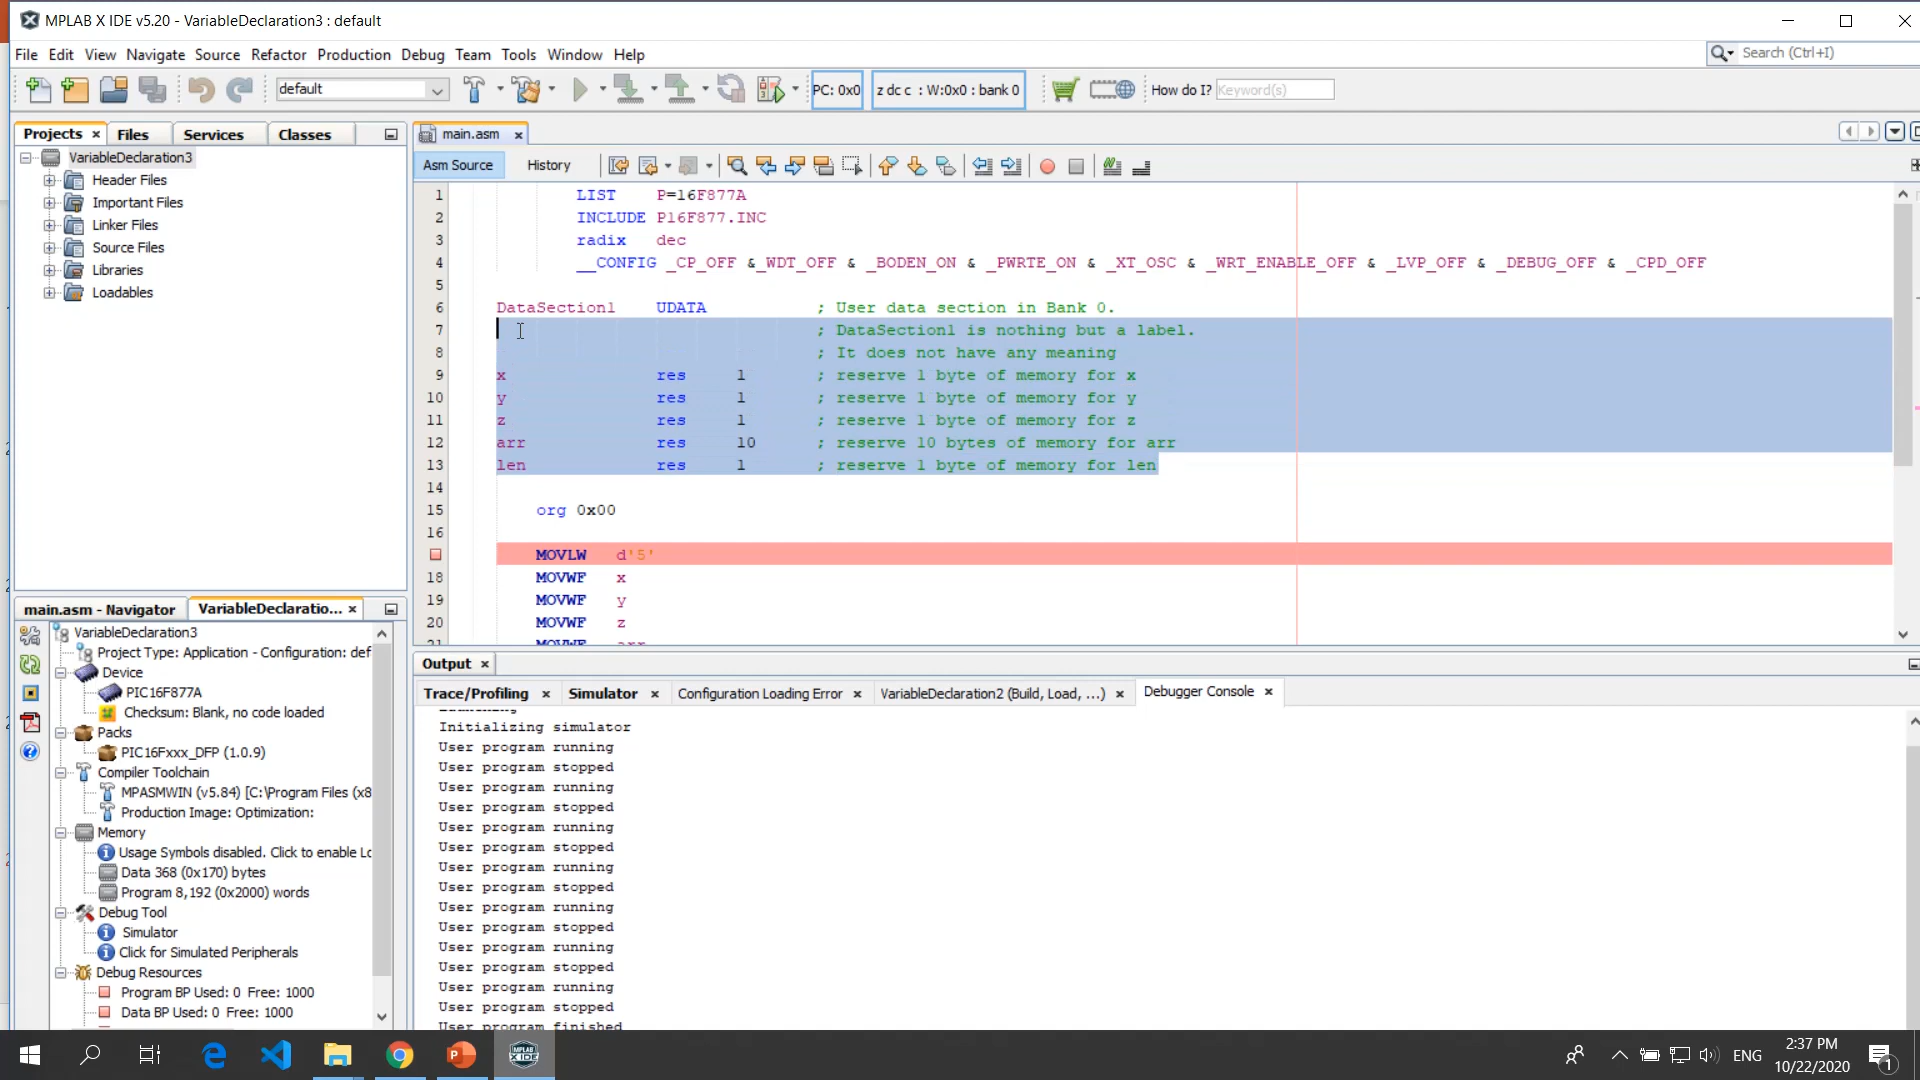 MPLAB X IDE v5.20 - VariableDeclaration3 : default
File Edit View Navigate Source Refactor Production Debug Team Tools Window Help
Search (Ctrl+I)
default
PC: 0x0
z dc c : W:0x0 : bank 0
How do I?
Keyword(s)
Projects Files Services Classes
VariableDeclaration3
Header Files
Important Files
Linker Files
Source Files
Libraries
Loadables
main.asm
Asm Source History
1 LIST P=16F877A
2 INCLUDE P16F877.INC
3 radix dec
4 __CONFIG _CP_OFF &_WDT_OFF & _BODEN_ON & _PWRTE_ON & _XT_OSC & _WRT_ENABLE_OFF & _LVP_OFF & _DEBUG_OFF & _CPD_OFF
5
6 DataSection1 UDATA ; User data section in Bank 0.
7 ; DataSection1 is nothing but a label.
8 ; It does not have any meaning
9 x res 1 ; reserve 1 byte of memory for x
10 y res 1 ; reserve 1 byte of memory for y
11 z res 1 ; reserve 1 byte of memory for z
12 arr res 10 ; reserve 10 bytes of memory for arr
13 len res 1 ; reserve 1 byte of memory for len
14
15 org 0x00
16
MOVLW d'5'
18 MOVWF x
19 MOVWF y
20 MOVWF z
21 MOVWF arr
main.asm - Navigator VariableDeclaratio...
VariableDeclaration3
Project Type: Application - Configuration: def
Device
PIC16F877A
Checksum: Blank, no code loaded
Packs
PIC16Fxxx_DFP (1.0.9)
Compiler Toolchain
MPASMWIN (v5.84) [C:\Program Files (x8
Production Image: Optimization:
Memory
Usage Symbols disabled. Click to enable Lo
Data 368 (0x170) bytes
Program 8,192 (0x2000) words
Debug Tool
Simulator
Click for Simulated Peripherals
Debug Resources
Program BP Used: 0 Free: 1000
Data BP Used: 0 Free: 1000
Output
Trace/Profiling Simulator Configuration Loading Error VariableDeclaration2 (Build, Load, ...) Debugger Console
Launching
Initializing simulator
User program running
User program stopped
User program running
User program stopped
User program running
User program stopped
User program running
User program stopped
User program running
User program stopped
User program running
User program stopped
User program running
User program stopped
User program finished
MPLAB
X IDE
ENG
2:37 PM
10/22/2020
1